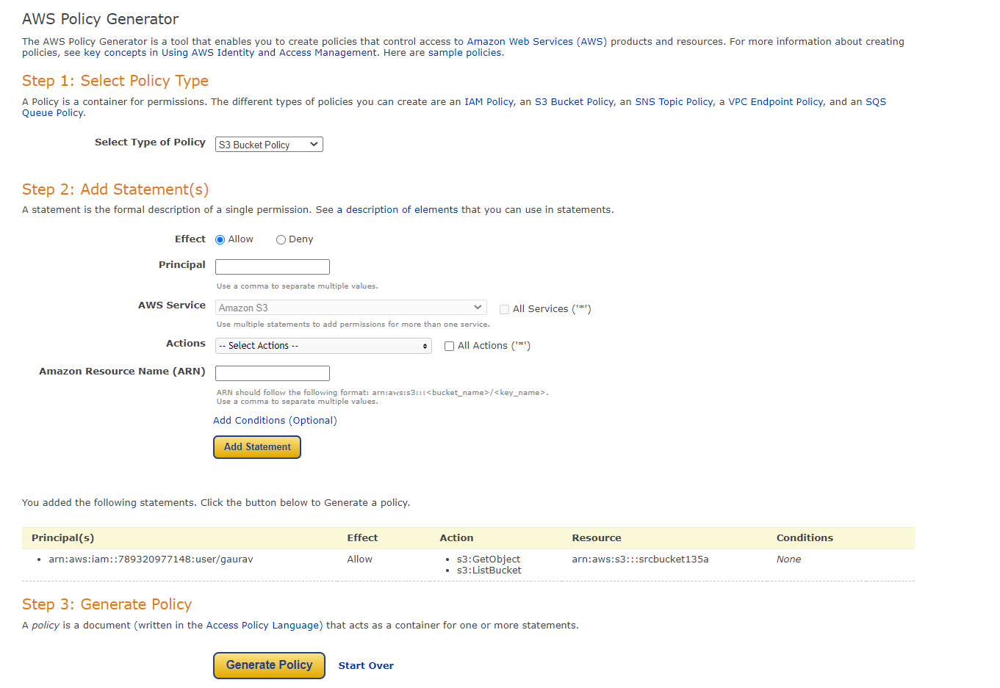 AWS Policy Generator
The AWS Policy Generator is a tool that enables you to create policies that control access to Amazon Web Services (AWS) products and resources. For more information about creating
policies, see key concepts in Using AWS Identity and Access Management. Here are sample policies.
Step 1: Select Policy Type
A Policy is a container for permissions. The different types of policies you can create are an IAM Policy, an S3 Bucket Policy, an SNS Topic Policy, a VPC Endpoint Policy, and an SQS
Queue Policy.
Select Type of Policy S3 Bucket Policy
Step 2: Add Statement(s)
A statement is the formal description of a single permission. See a description of elements that you can use in statements.
Effect Allow Deny
Principal
Use a comma to separate multiple values.
AWS Service Amazon S3 All Services ('*')
Use multiple statements to add permissions for more than one service.
Actions -- Select Actions -- All Actions ('*')
Amazon Resource Name (ARN)
ARN should follow the following format: arn:aws:s3:::<bucket_name>/<key_name>.
Use a comma to separate multiple values.
Add Conditions (Optional)
Add Statement
You added the following statements. Click the button below to Generate a policy.
Principal(s) Effect Action Resource Conditions
• arn:aws:iam::789320977148:user/gaurav Allow • s3:GetObject arn:aws:s3:::srcbucket135a None
• s3:ListBucket
Step 3: Generate Policy
A policy is a document (written in the Access Policy Language) that acts as a container for one or more statements.
Generate Policy Start Over